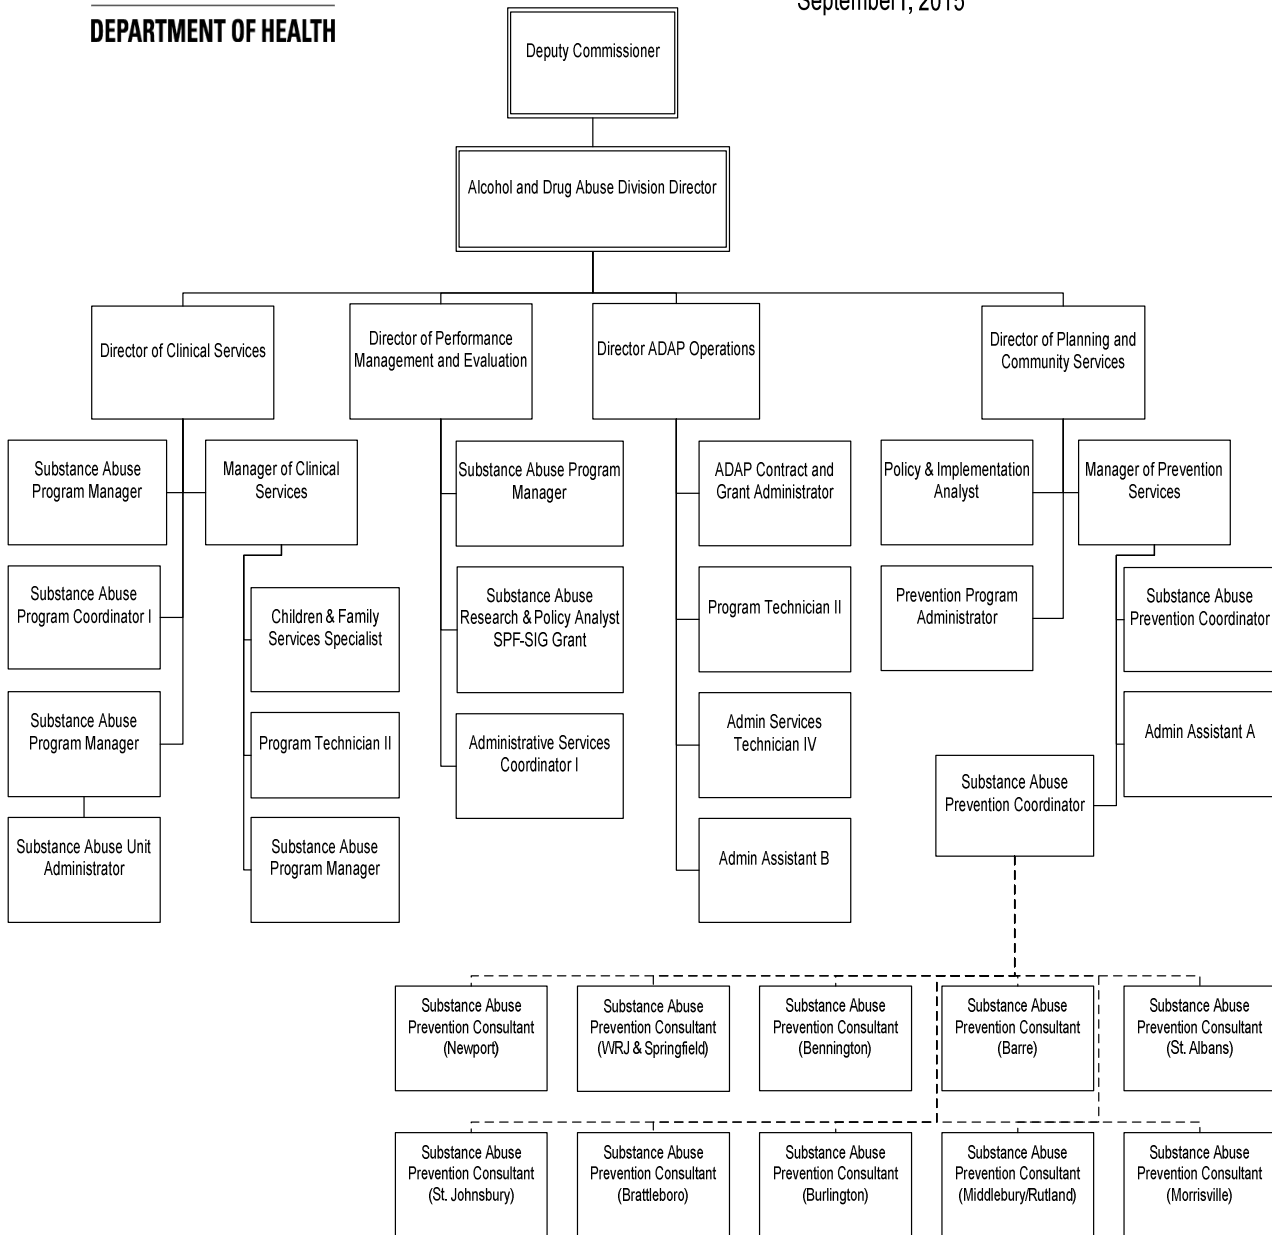 September1, 2015
DEPARTMENT OF HEALTH
Deputy Commissioner
Alcohol and Drug Abuse Division Director
Director of Clinical Services
Director of Performance
Management and Evaluation
Director ADAP Operations
Director of Planning and
Community Services
Substance Abuse
Program Manager
Manager of Clinical
Services
Substance Abuse Program
Manager
ADAP Contract and
Grant Administrator
Policy & Implementation
Analyst
Manager of Prevention
Services
Substance Abuse
Program Coordinator I
Children & Family
Services Specialist
Substance Abuse
Research & Policy Analyst
SPF-SIG Grant
Program Technician II
Prevention Program
Administrator
Substance Abuse
Prevention Coordinator
Substance Abuse
Program Manager
Program Technician II
Administrative Services
Coordinator I
Admin Services
Technician IV
Substance Abuse
Prevention Coordinator
Admin Assistant A
Substance Abuse Unit
Administrator
Substance Abuse
Program Manager
Admin Assistant B
Substance Abuse
Prevention Consultant
(Newport)
Substance Abuse
Prevention Consultant
(WRJ & Springfield)
Substance Abuse
Prevention Consultant
(Bennington)
Substance Abuse
Prevention Consultant
(Barre)
Substance Abuse
Prevention Consultant
(St. Albans)
Substance Abuse
Prevention Consultant
(St. Johnsbury)
Substance Abuse
Prevention Consultant
(Brattleboro)
Substance Abuse
Prevention Consultant
(Burlington)
Substance Abuse
Prevention Consultant
(Middlebury/Rutland)
Substance Abuse
Prevention Consultant
(Morrisville)